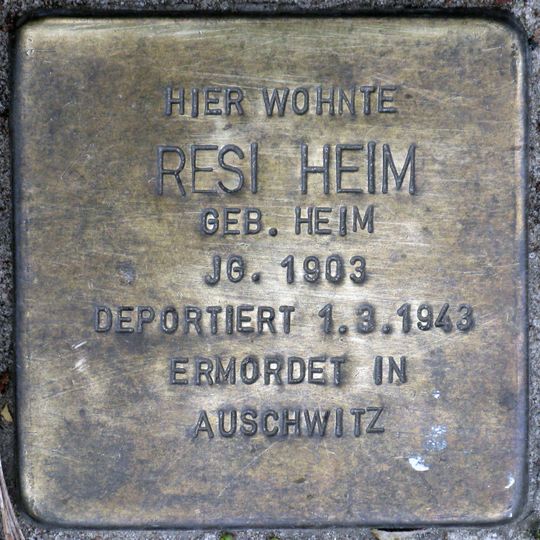 HIER WOHNTE
RESI HEIM
GEB. HEIM
JG. 1903
DEPORTIERT 1.3.1943
ERMORDET IN
AUSCHWITZ